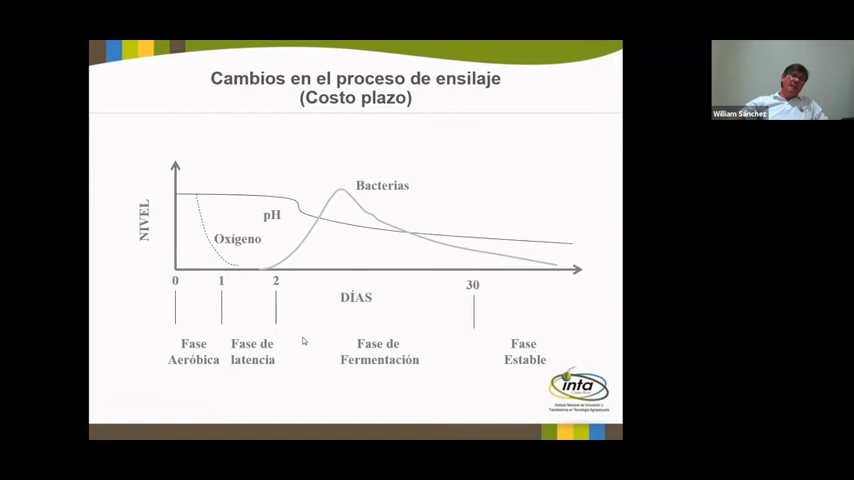 Cambios en el proceso de ensilaje
(Costo plazo)
William Sánchez
Bacterias
pH
NIVEL
Oxígeno
0
1
2
30
DÍAS
Fase
Aeróbica
Fase de
latencia
Fase de
Fermentación
Fase
Estable
inta
Instituto Nacional de Innovación y
Transferencia en Tecnología Agropecuaria